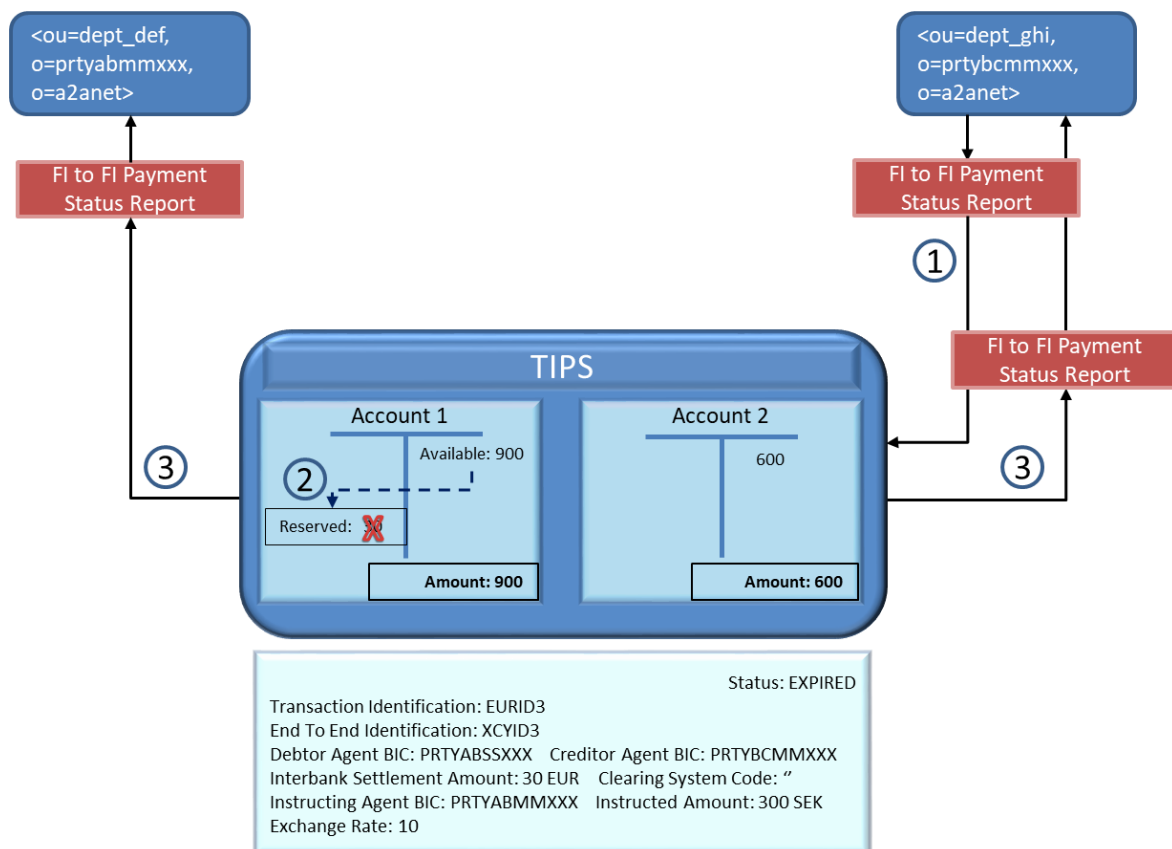 <ou=dept_def,
o=prtyabmmxxx,
o=a2anet>
<ou=dept_ghi,
o=prtybcmmxxx,
o=a2anet>
FI to FI Payment
Status Report
FI to FI Payment
Status Report
1
FI to FI Payment
Status Report
TIPS
Account 1
Available: 900
2
Reserved:
Amount: 900
Account 2
600
Amount: 600
3
3
Status: EXPIRED
Transaction Identification: EURID3
End To End Identification: XCYID3
Debtor Agent BIC: PRTYABSSXXX Creditor Agent BIC: PRTYBCMMXXX
Interbank Settlement Amount: 30 EUR Clearing System Code: ‘’
Instructing Agent BIC: PRTYABMMXXX Instructed Amount: 300 SEK
Exchange Rate: 10